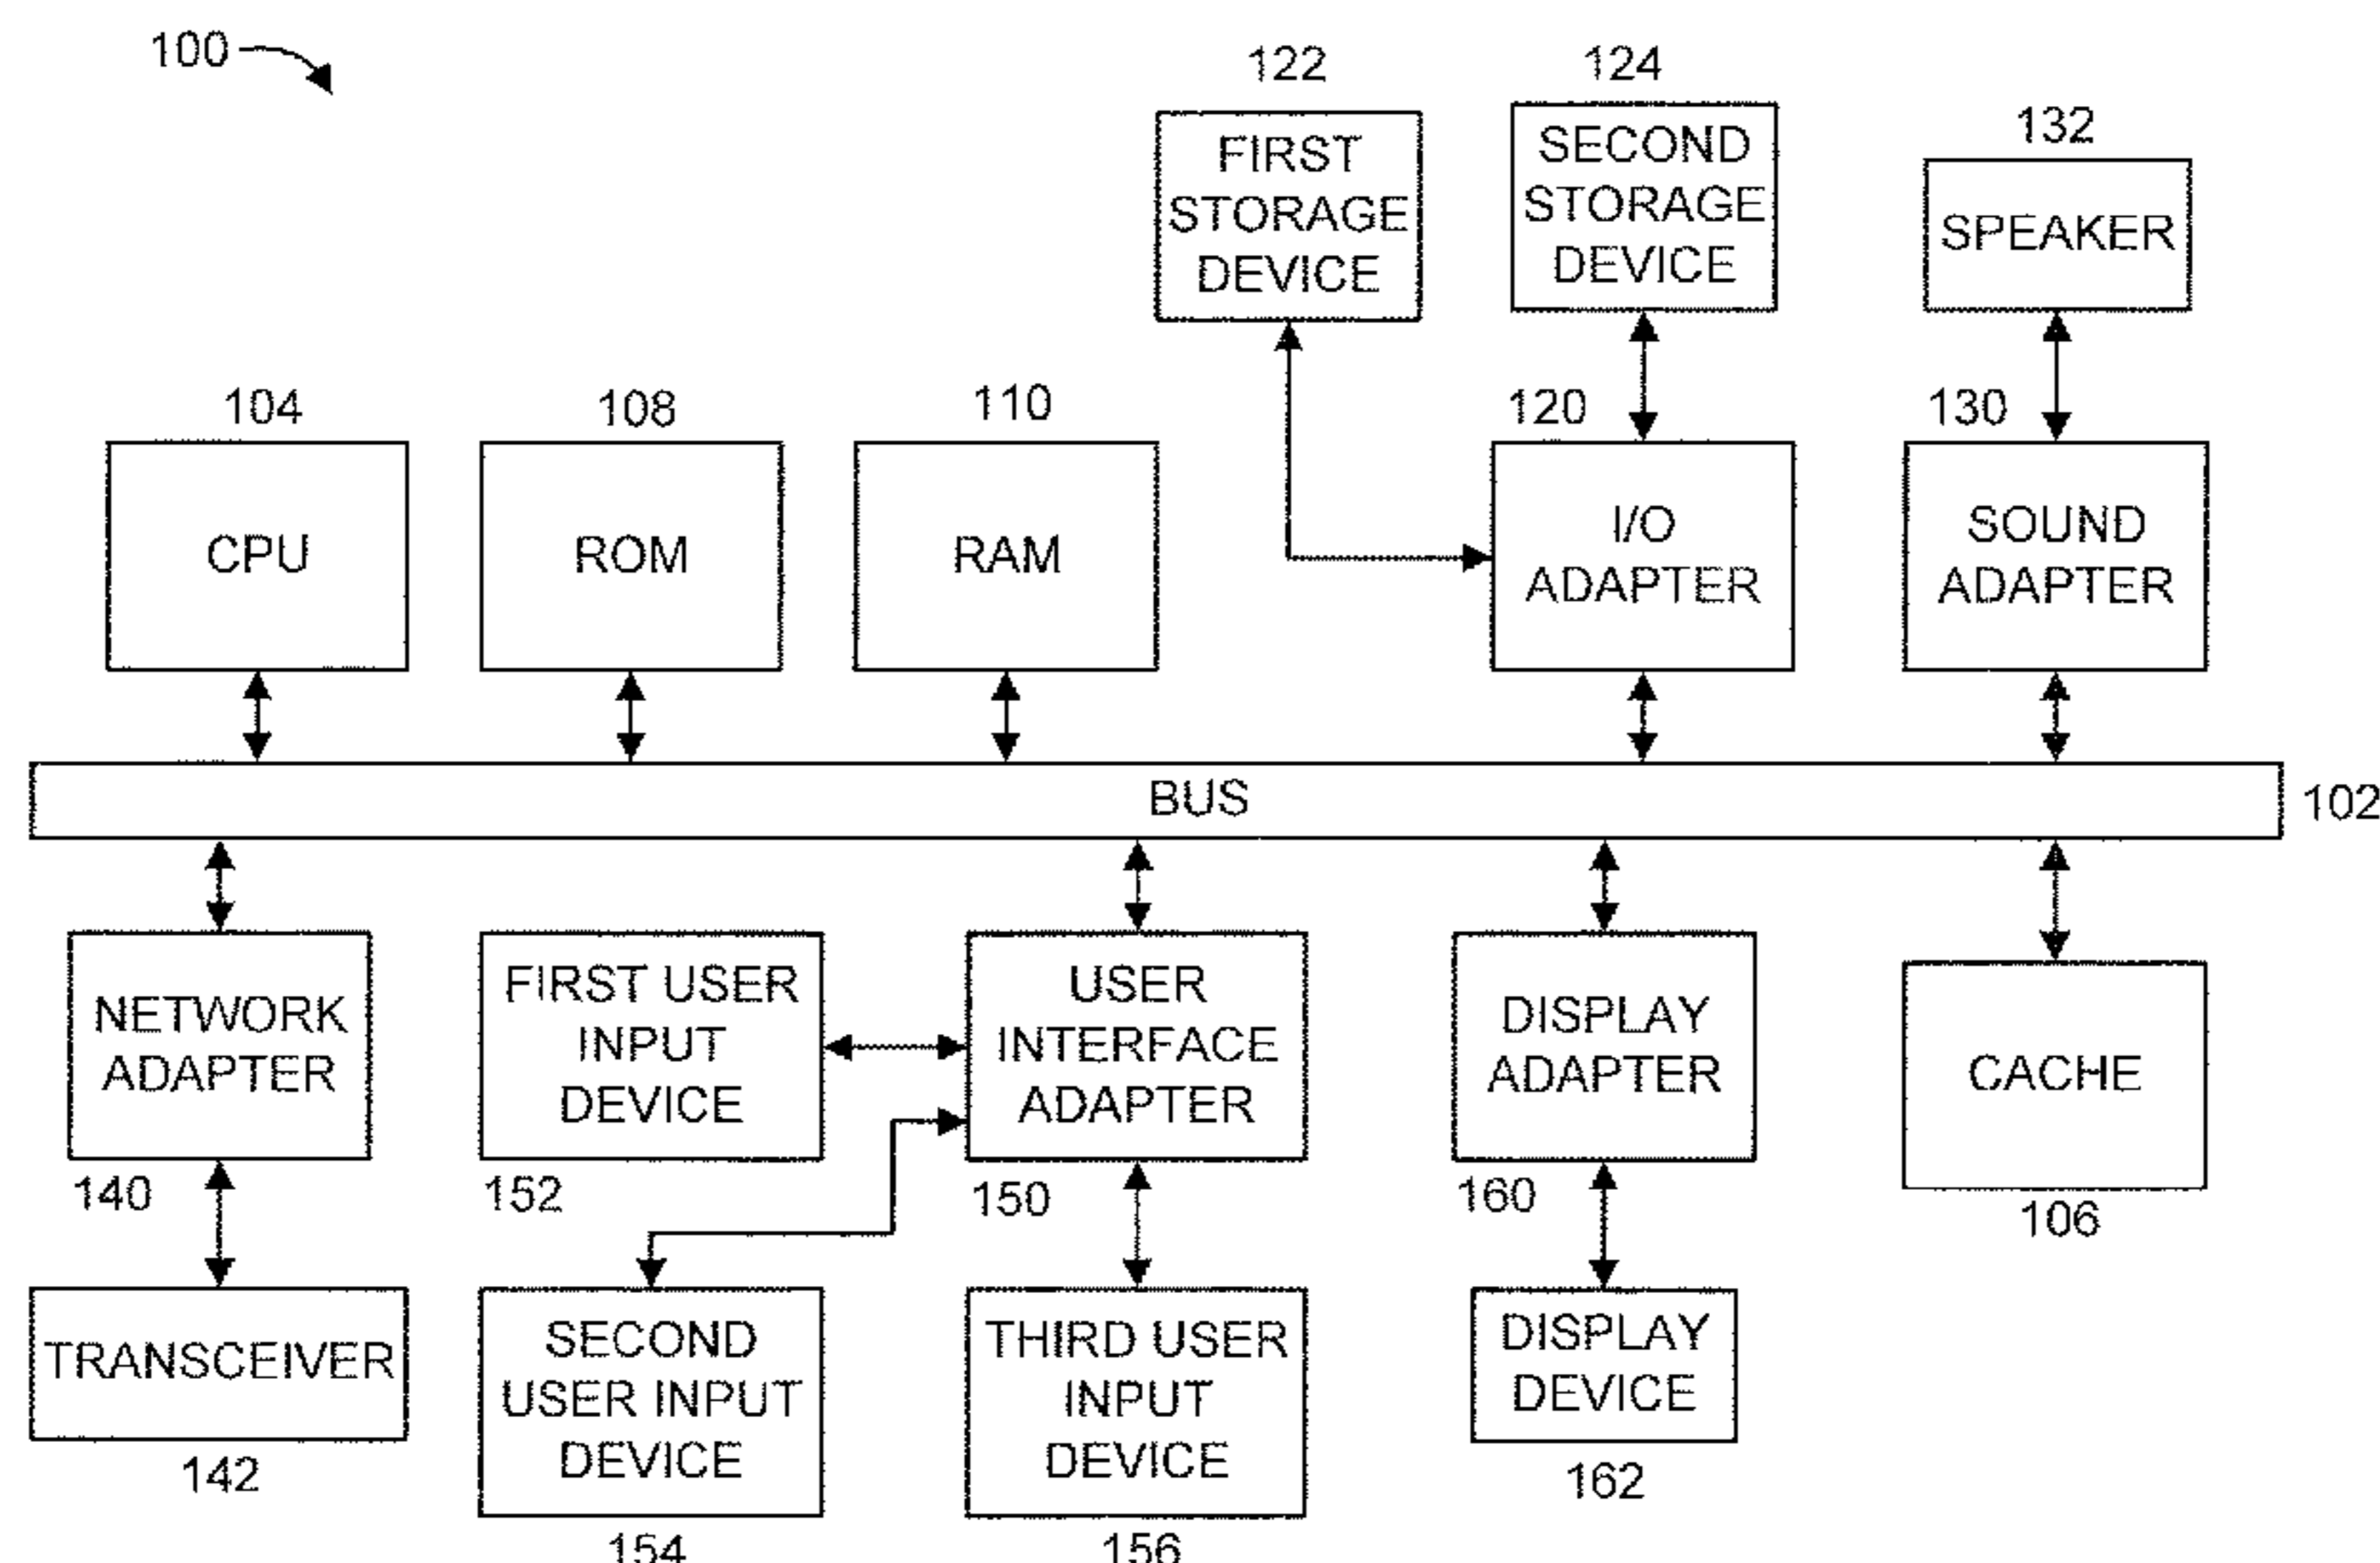 100
122
124
132
FIRST
STORAGE
DEVICE
SECOND
STORAGE
DEVICE
SPEAKER
104
108
110
120
130
CPU
ROM
RAM
I/O
ADAPTER
SOUND
ADAPTER
BUS
102
NETWORK
ADAPTER
FIRST USER
INPUT
DEVICE
USER
INTERFACE
ADAPTER
DISPLAY
ADAPTER
CACHE
140
152
150
160
106
TRANSCEIVER
SECOND
USER INPUT
DEVICE
THIRD USER
INPUT
DEVICE
DISPLAY
DEVICE
142
154
156
162